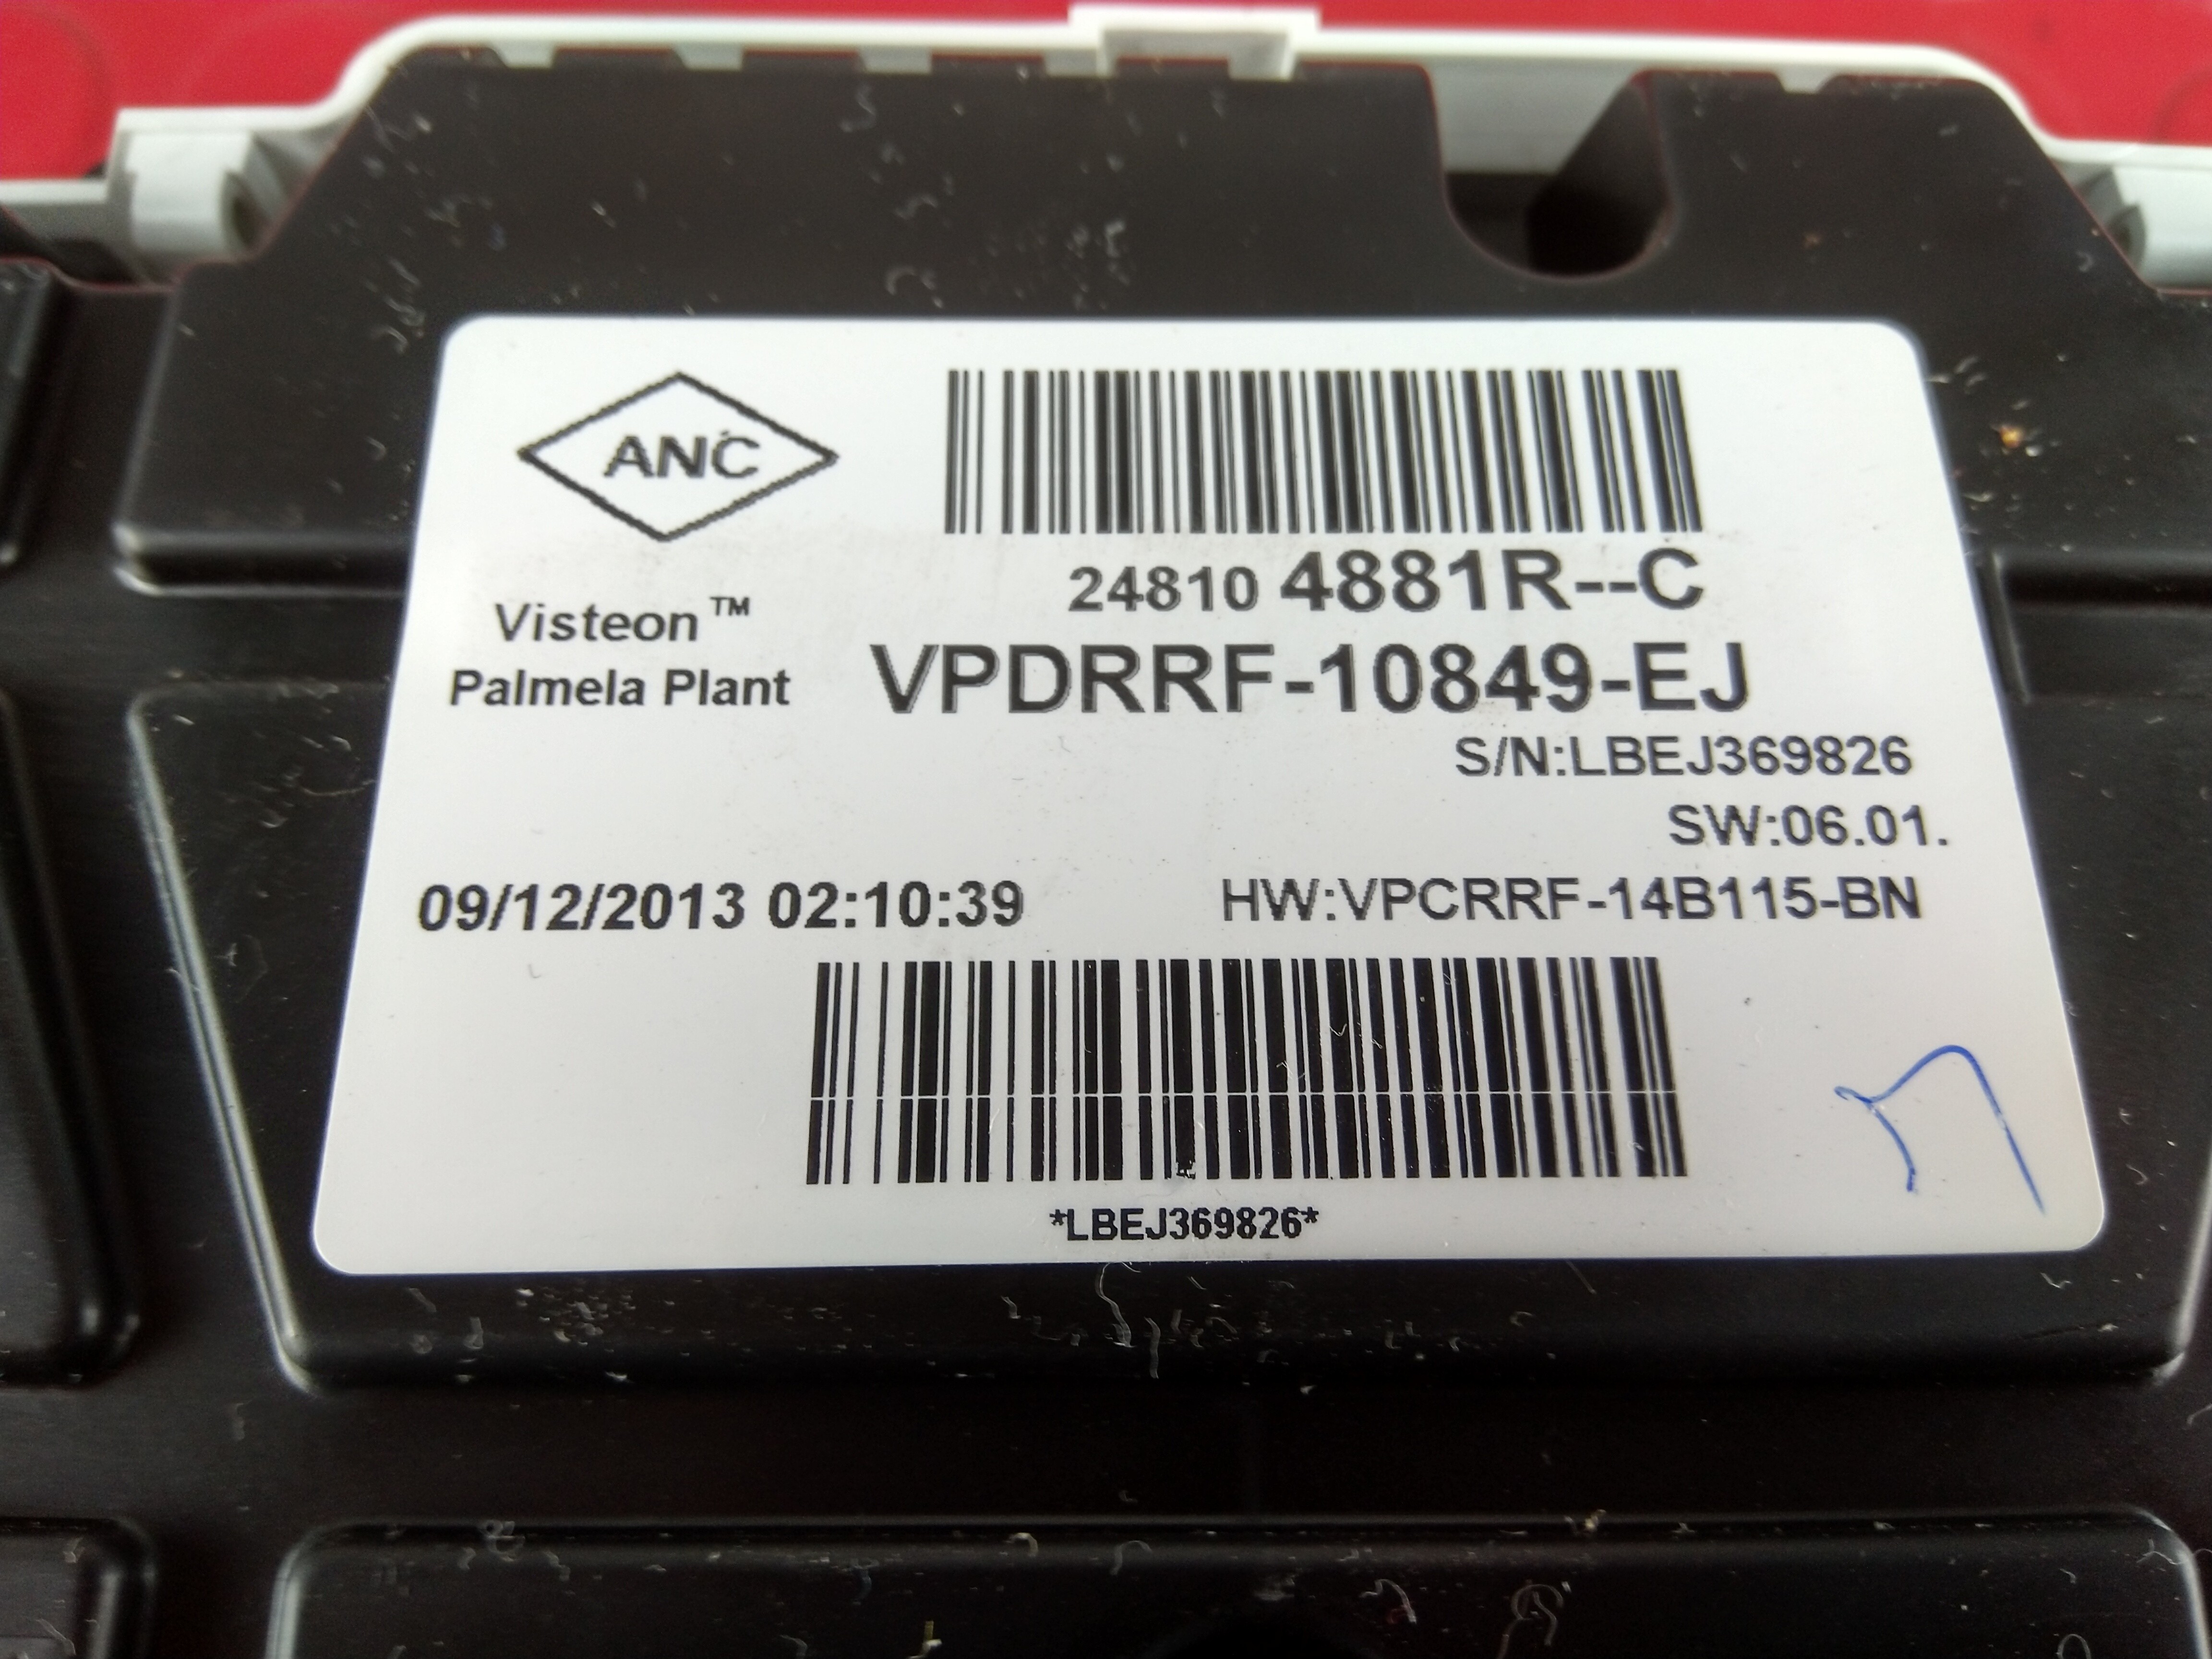 ANC
24810 4881R--C
Visteon™
Palmela Plant
VPDRRF-10849-EJ
S/N:LBEJ369826
SW:06.01.
09/12/2013 02:10:39
HW:VPCRRF-14B115-BN
*LBEJ369826*